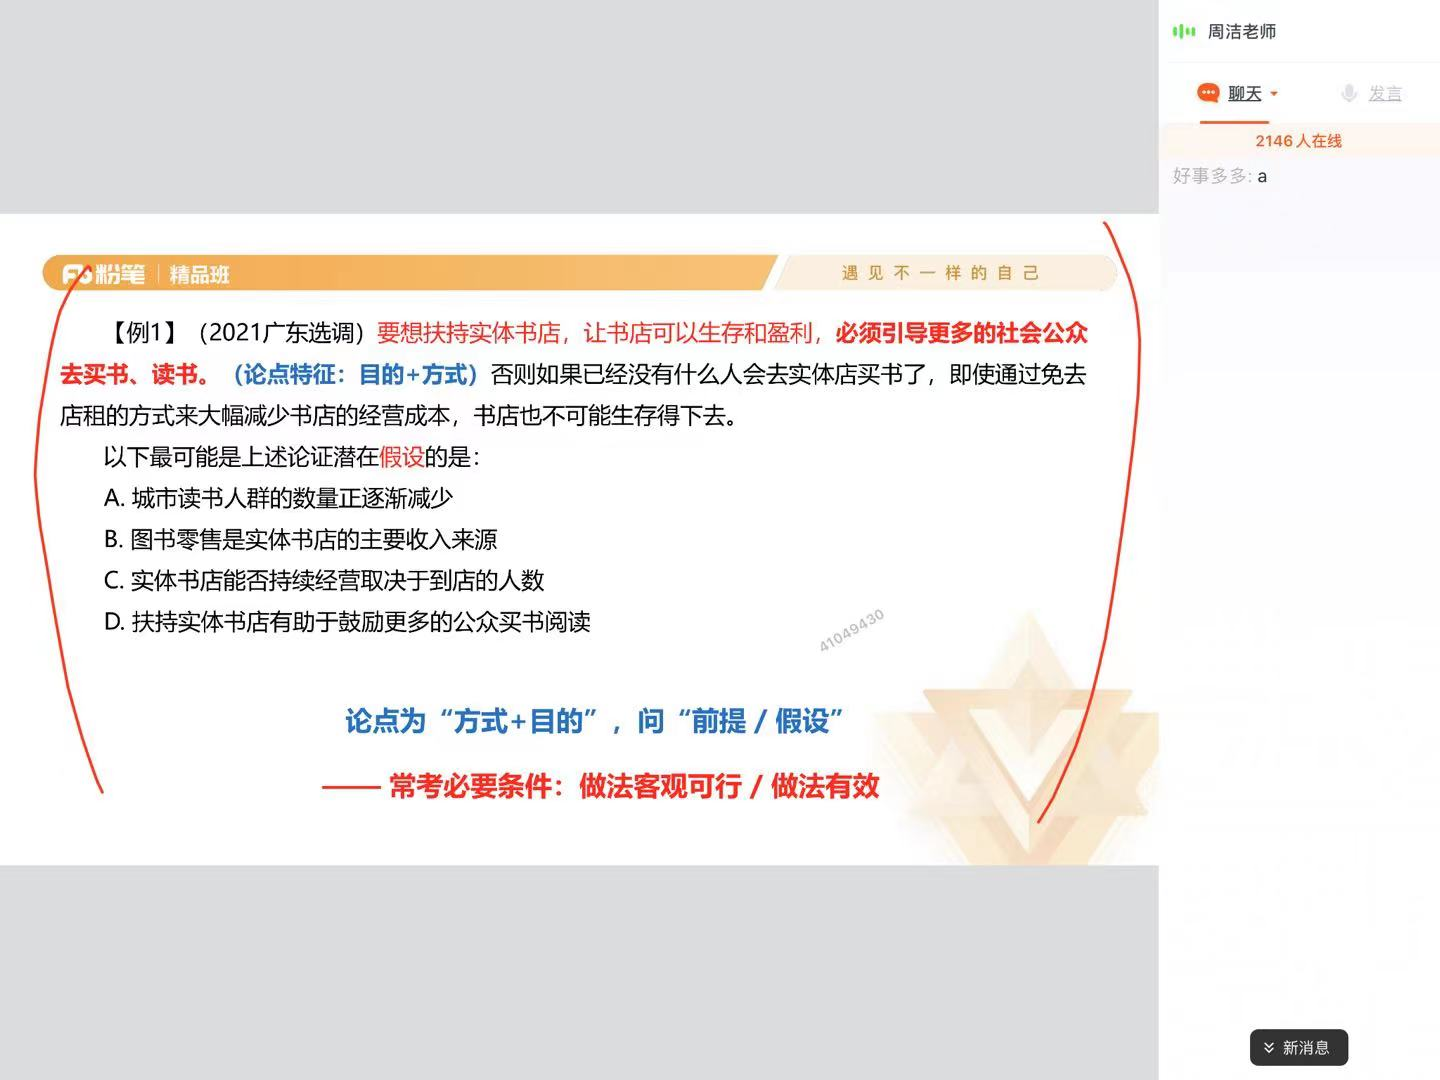 周洁老师
聊天
发言
2146人在线
好事多多: a
粉笔 | 精品班
遇见不一样的自己
【例1】（2021广东选调）要想扶持实体书店，让书店可以生存和盈利，必须引导更多的社会公众
去买书、读书。（论点特征：目的+方式）否则如果已经没有什么人会去实体店买书了，即使通过免去
店租的方式来大幅减少书店的经营成本，书店也不可能生存得下去。
以下最可能是上述论证潜在假设的是：
A. 城市读书人群的数量正逐渐减少
B. 图书零售是实体书店的主要收入来源
C. 实体书店能否持续经营取决于到店的人数
D. 扶持实体书店有助于鼓励更多的公众买书阅读
41049430
论点为“方式+目的”，问“前提 / 假设”
—— 常考必要条件：做法客观可行 / 做法有效
新消息